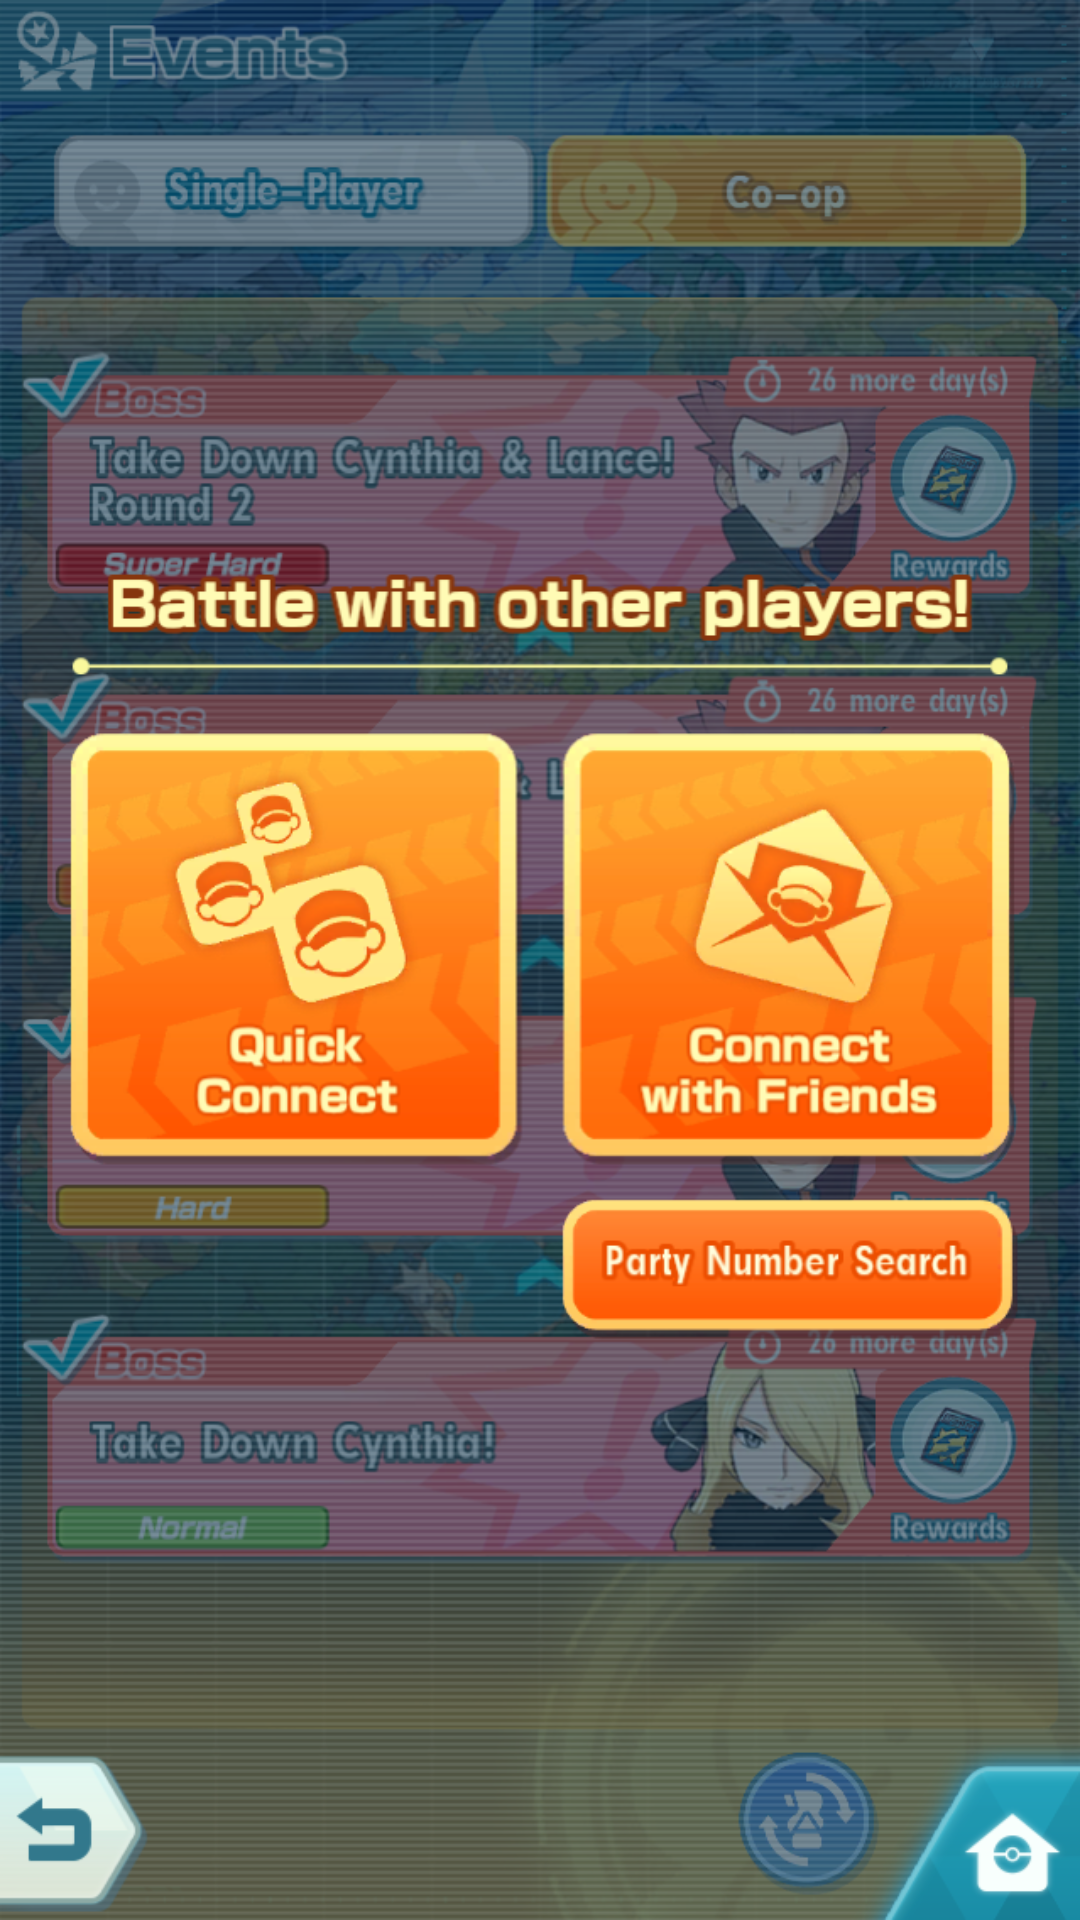 Events
Single-Player
Co-op
26 more day(s)
Boss
Take Down Cynthia & Lance!
Round 2
Super Hard
Rewards
Battle with other players!
26 more day(s)
Boss
&
Quick
Connect
Connect
with Friends
Hard
Party Number Search
26 more day(s)
Boss
Take Down Cynthia!
Normal
Rewards